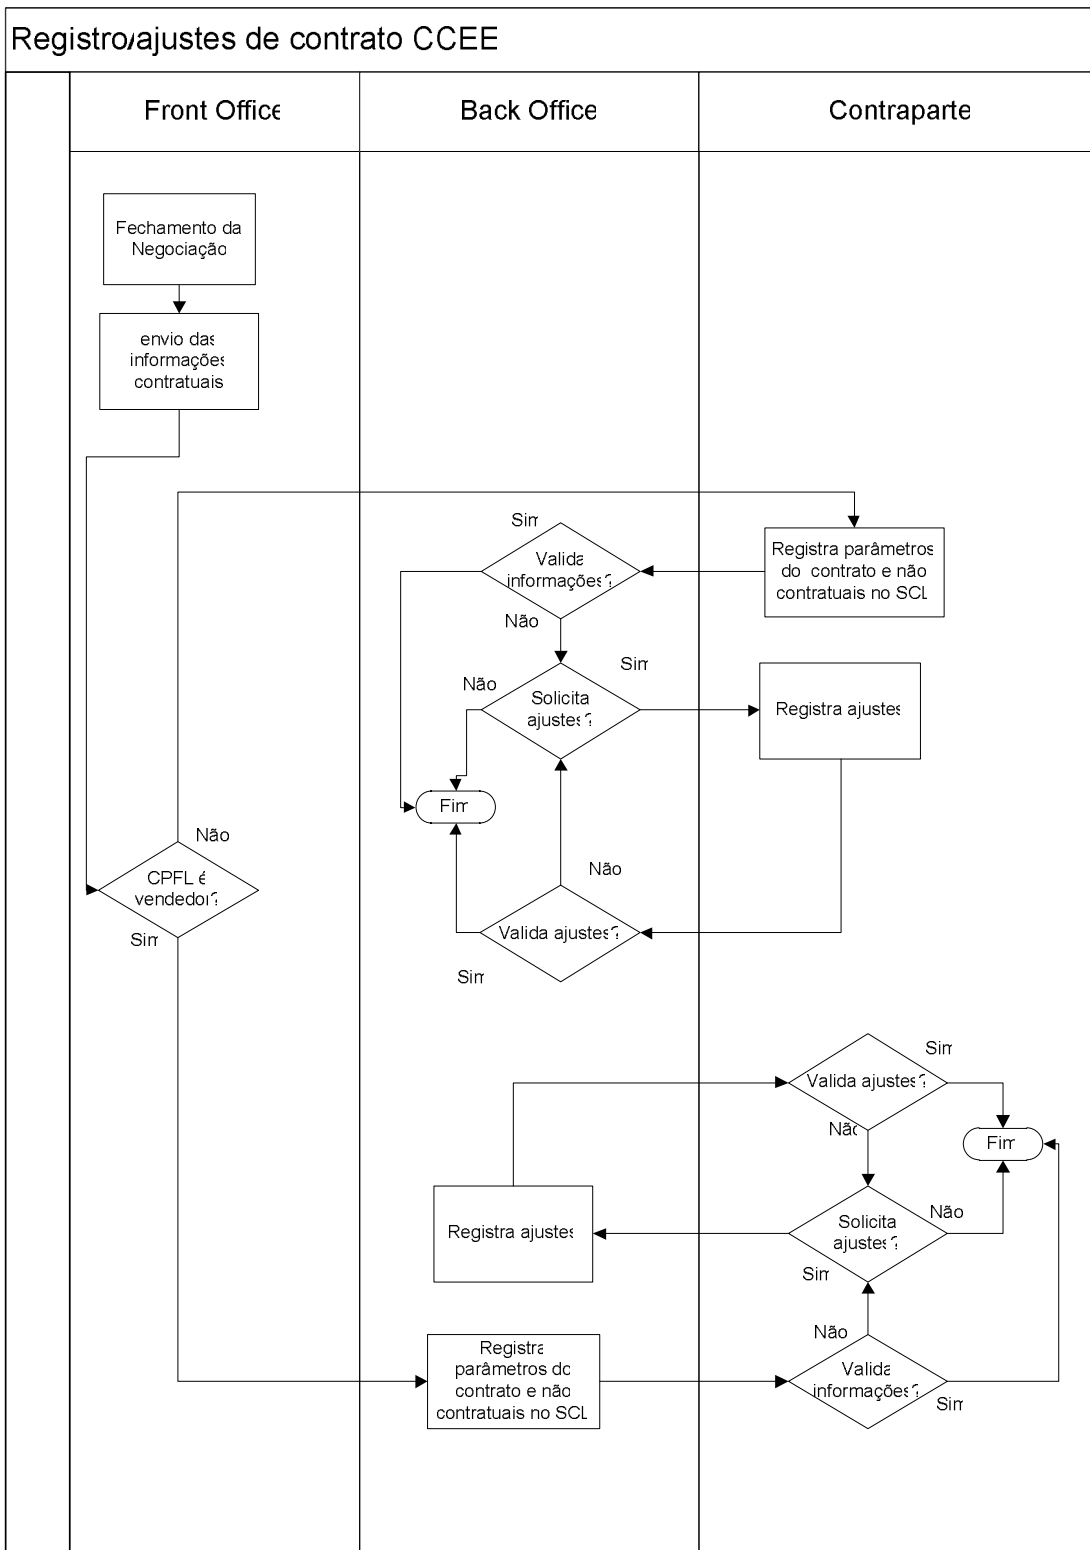 Registro/ajustes de contrato CCEE
Front Office
Back Office
Contraparte
Fechamento da
Negociação
envio das
informações
contratuais
Sim
Valida
informações?
Registra parâmetros
do contrato e não
contratuais no SCL
Não
Sim
Não
Solicita
ajustes?
Registra ajustes
Fim
Não
CPFL é
vendedor?
Sim
Não
Valida ajustes?
Sim
Sim
Valida ajustes?
Não
Fim
Registra ajustes
Solicita
ajustes?
Não
Sim
Não
Registra
parâmetros do
contrato e não
contratuais no SCL
Valida
informações?
Sim